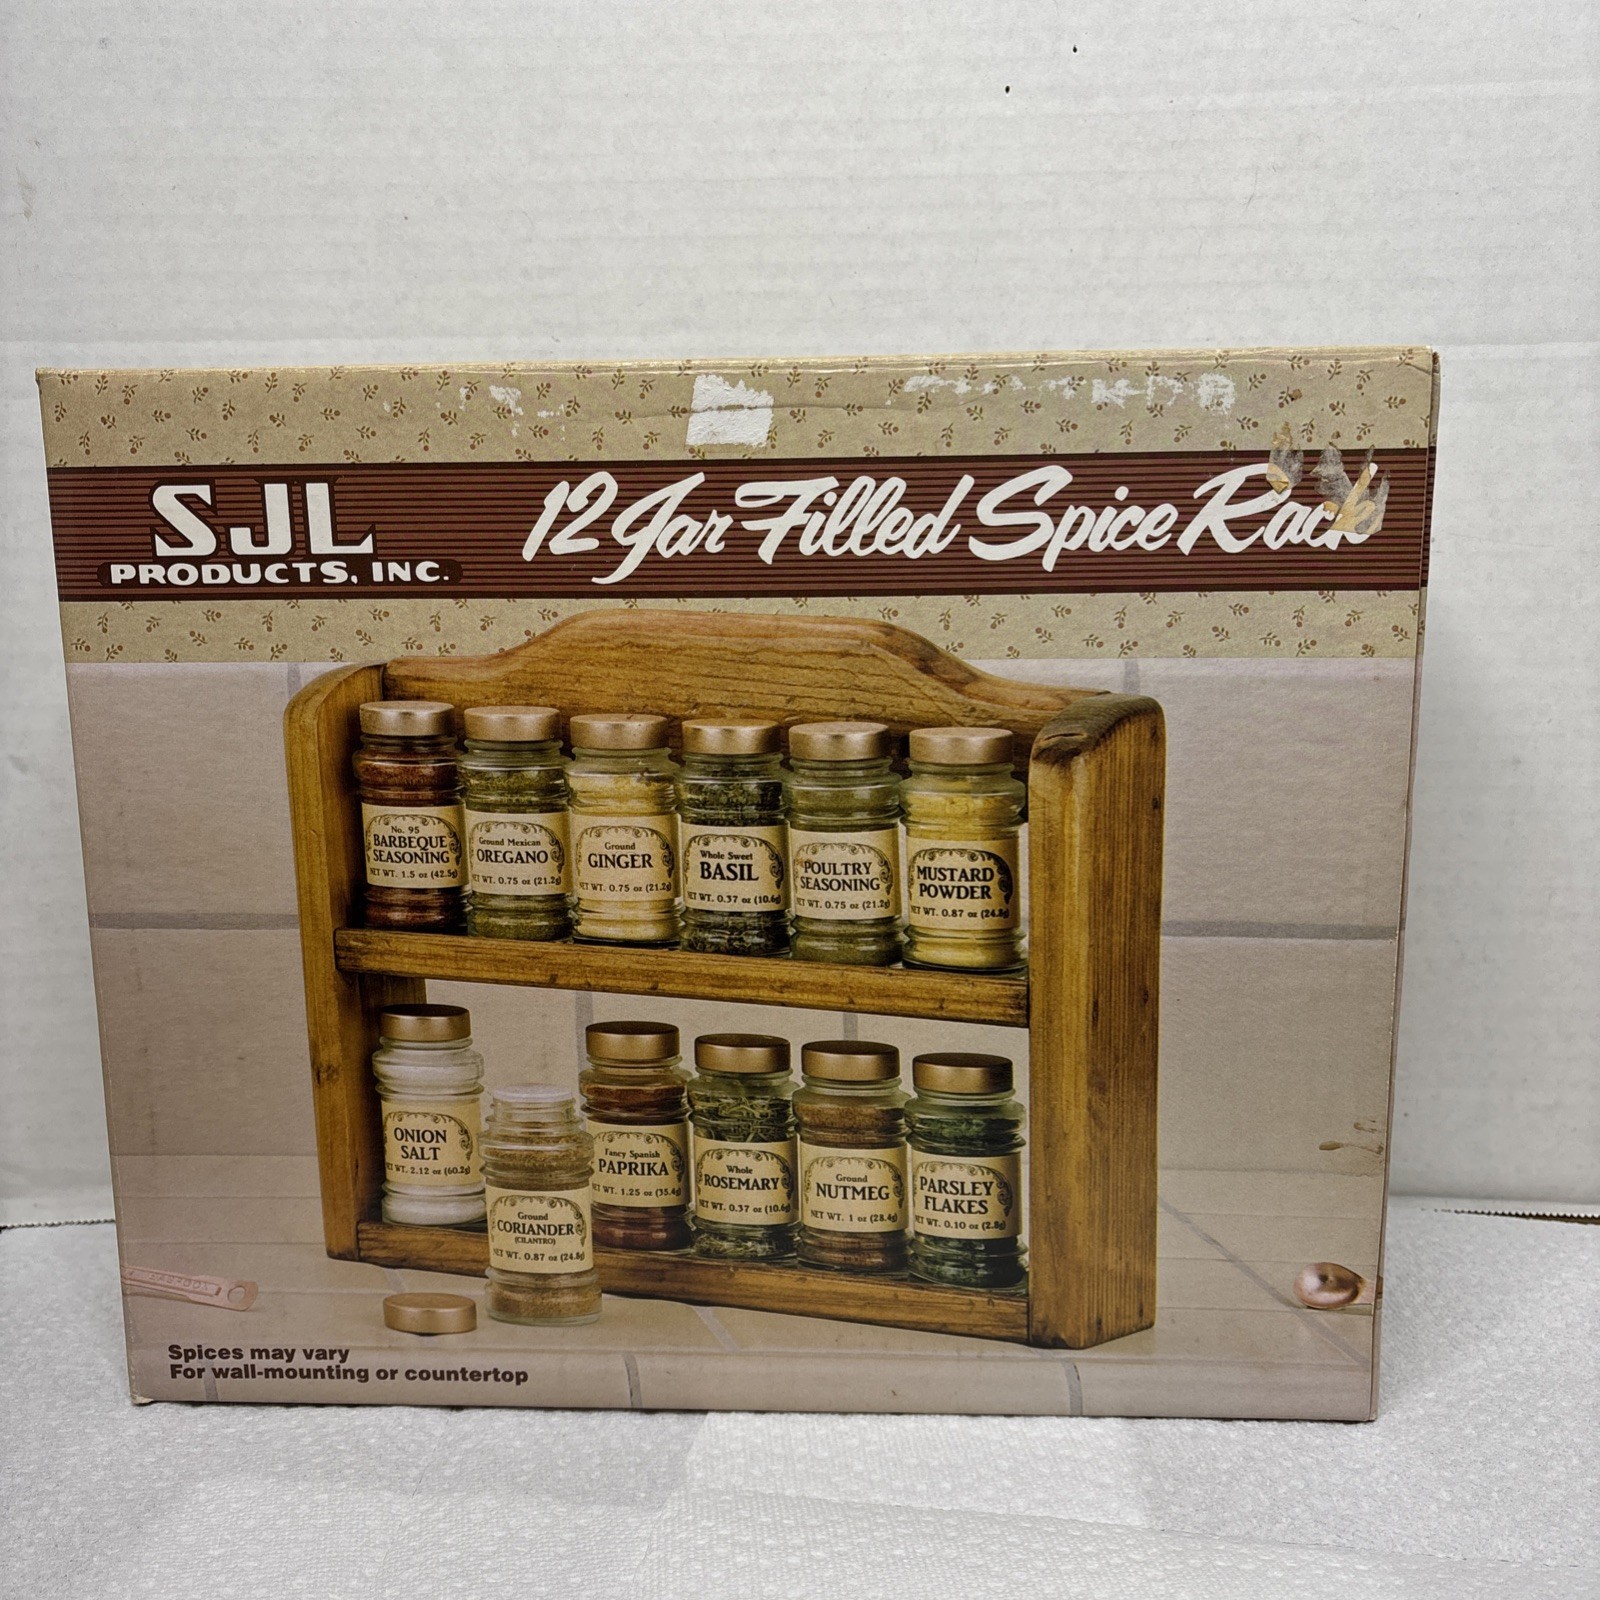 SJL
PRODUCTS, INC.
12 Jar Filled Spice Rack
No. 95
BARBEQUE
SEASONING
NET WT. 1.5 oz (42.5g)
Ground Mexican
OREGANO
NET WT. 0.75 oz (21.2g)
Ground
GINGER
NET WT. 0.75 oz (21.2g)
Whole Sweet
BASIL
NET WT. 0.37 oz (10.6g)
POULTRY
SEASONING
NET WT. 0.75 oz (21.2g)
MUSTARD
POWDER
NET WT. 0.87 oz (24.8g)
ONION
SALT
NET WT. 2.12 oz (60.2g)
Ground
CORIANDER
(CILANTRO)
NET WT. 0.87 oz (24.8g)
Fancy Spanish
PAPRIKA
NET WT. 1.25 oz (35.4g)
Whole
ROSEMARY
NET WT. 0.37 oz (10.6g)
Ground
NUTMEG
NET WT. 1 oz (28.4g)
PARSLEY
FLAKES
NET WT. 0.10 oz (2.8g)
Spices may vary
For wall-mounting or countertop